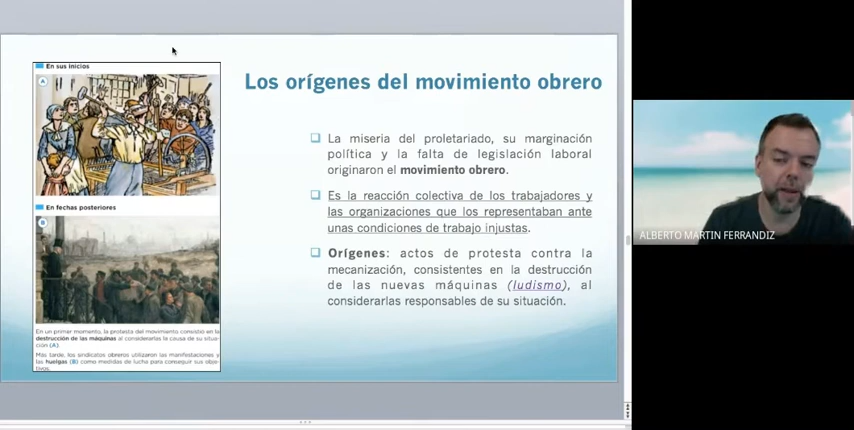 En sus inicios
A
En fechas posteriores
B
En un primer momento, la protesta del movimiento consistió en la
destrucción de las máquinas al considerarlas la causa de su situa-
ción (A).
Más tarde, los sindicatos obreros utilizaron las manifestaciones y
las huelgas (B) como medidas de lucha para conseguir sus obje-
tivos.
Los orígenes del movimiento obrero
La miseria del proletariado, su marginación
política y la falta de legislación laboral
originaron el movimiento obrero.
Es la reacción colectiva de los trabajadores y
las organizaciones que los representaban ante
unas condiciones de trabajo injustas.
Orígenes: actos de protesta contra la
mecanización, consistentes en la destrucción
de las nuevas máquinas (ludismo), al
considerarlas responsables de su situación.
ALBERTO MARTIN FERRANDIZ